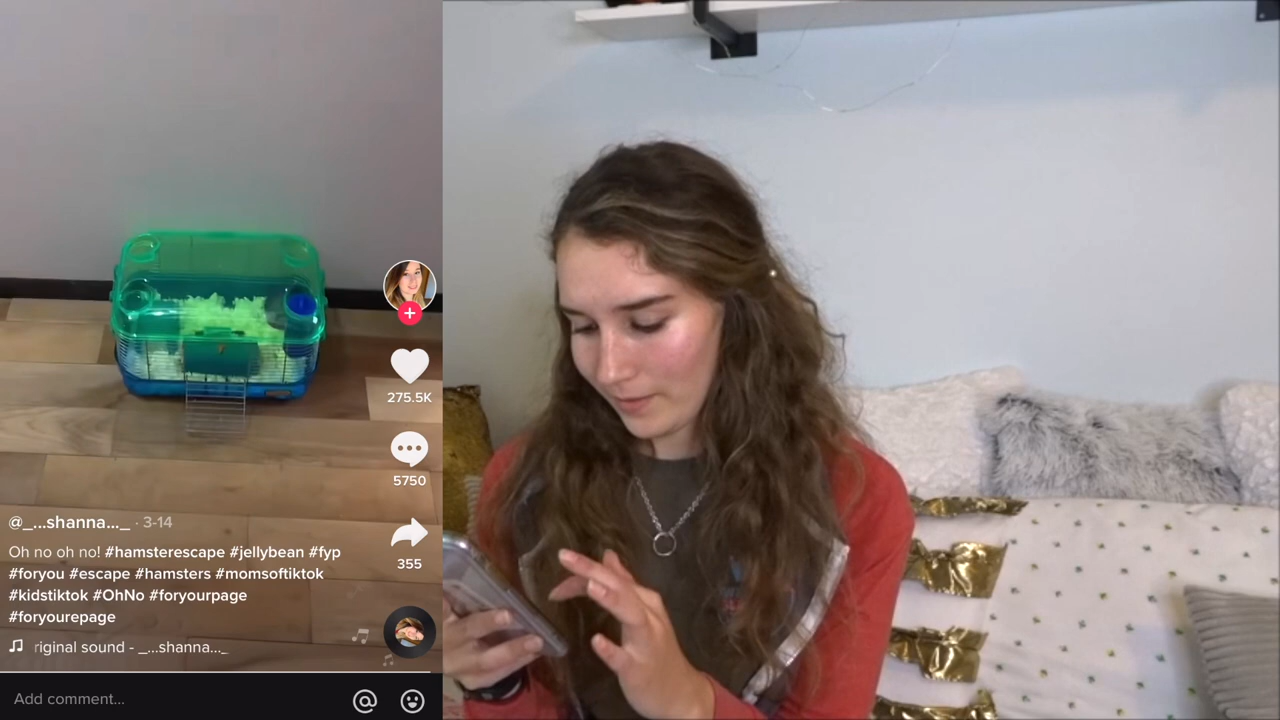 275.5K
5750
355
@_...shanna..._ · 3-14
Oh no oh no! #hamsterescape #jellybean #fyp
#foryou #escape #hamsters #momsoftiktok
#kidstiktok #OhNo #foryourpage
#foryourepage
riginal sound - _...shanna..._
Add comment...